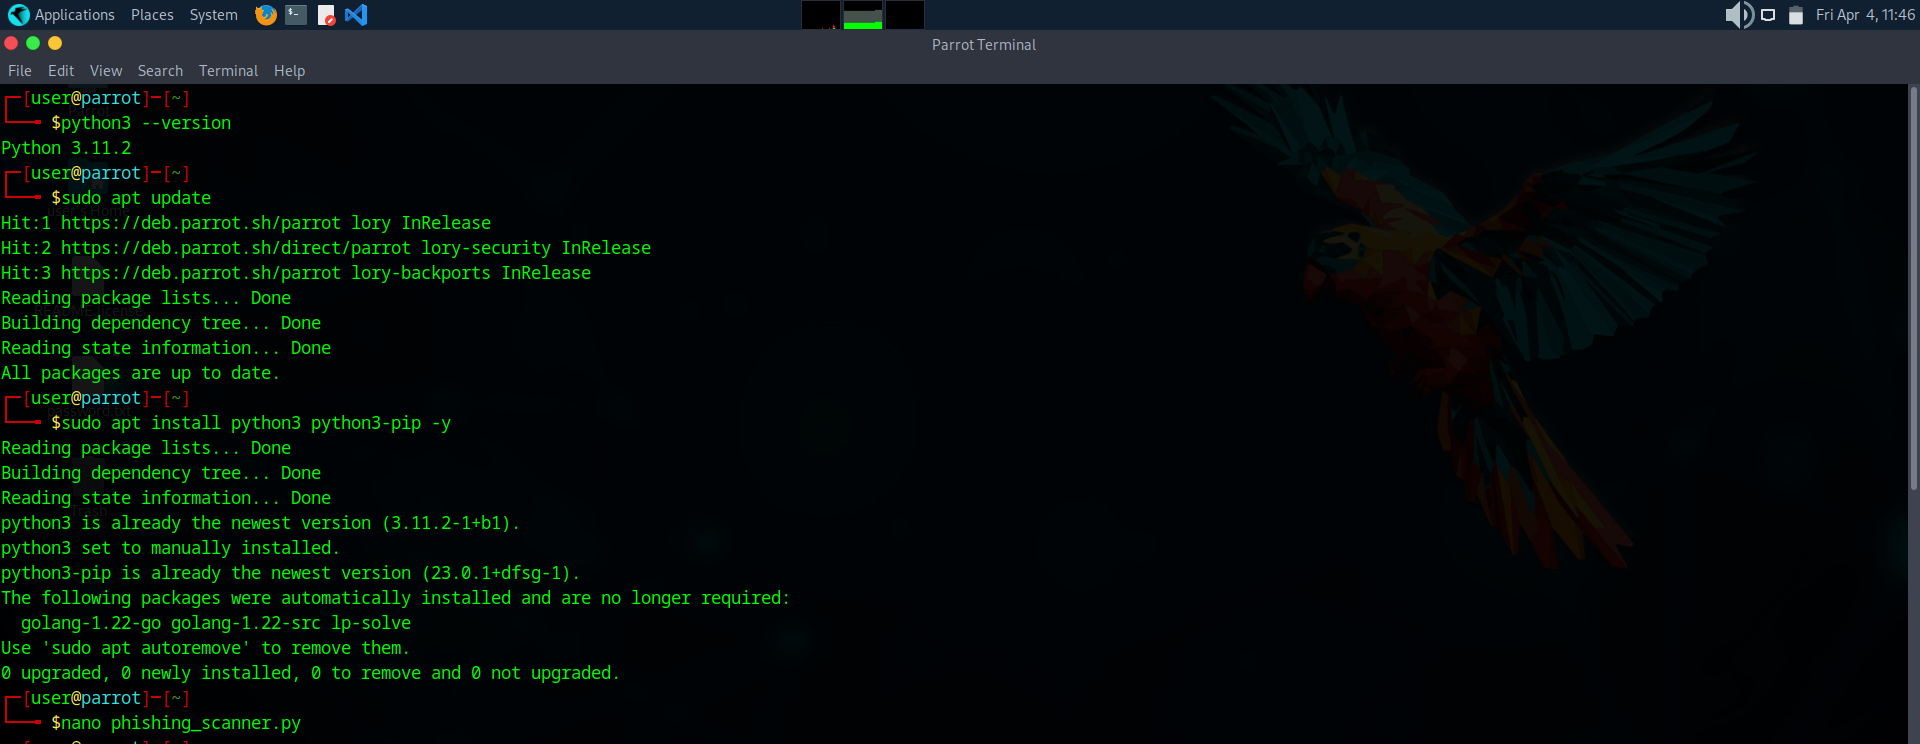 Applications Places System Fri Apr 4, 11:46
Parrot Terminal
File Edit View Search Terminal Help
┌─[user@parrot]─[~]
└──╼ $python3 --version
Python 3.11.2
┌─[user@parrot]─[~]
└──╼ $sudo apt update
Hit:1 https://deb.parrot.sh/parrot lory InRelease
Hit:2 https://deb.parrot.sh/direct/parrot lory-security InRelease
Hit:3 https://deb.parrot.sh/parrot lory-backports InRelease
Reading package lists... Done
Building dependency tree... Done
Reading state information... Done
All packages are up to date.
┌─[user@parrot]─[~]
└──╼ $sudo apt install python3 python3-pip -y
Reading package lists... Done
Building dependency tree... Done
Reading state information... Done
python3 is already the newest version (3.11.2-1+b1).
python3 set to manually installed.
python3-pip is already the newest version (23.0.1+dfsg-1).
The following packages were automatically installed and are no longer required:
  golang-1.22-go golang-1.22-src lp-solve
Use 'sudo apt autoremove' to remove them.
0 upgraded, 0 newly installed, 0 to remove and 0 not upgraded.
┌─[user@parrot]─[~]
└──╼ $nano phishing_scanner.py
user's Home
README.license
password.txt
Trash